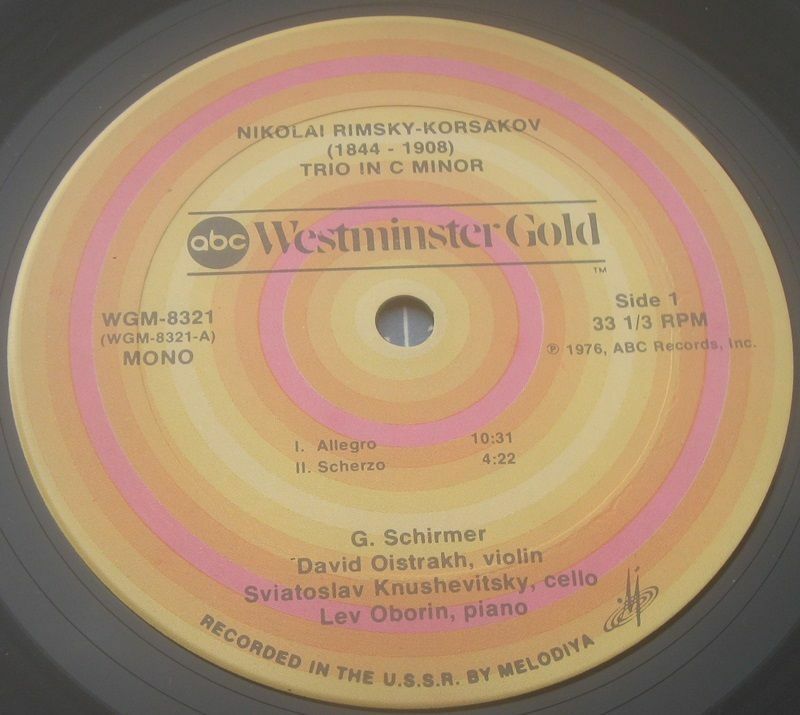 NIKOLAI RIMSKY-KORSAKOV
(1844 - 1908)
TRIO IN C MINOR
abc Westminster Gold
TM
WGM-8321
(WGM-8321-A)
MONO
Side 1
33 1/3 RPM
℗ 1976, ABC Records, Inc.
I. Allegro 10:31
II. Scherzo 4:22
G. Schirmer
David Oistrakh, violin
Sviatoslav Knushevitsky, cello
Lev Oborin, piano
RECORDED IN THE U.S.S.R. BY MELODIYA